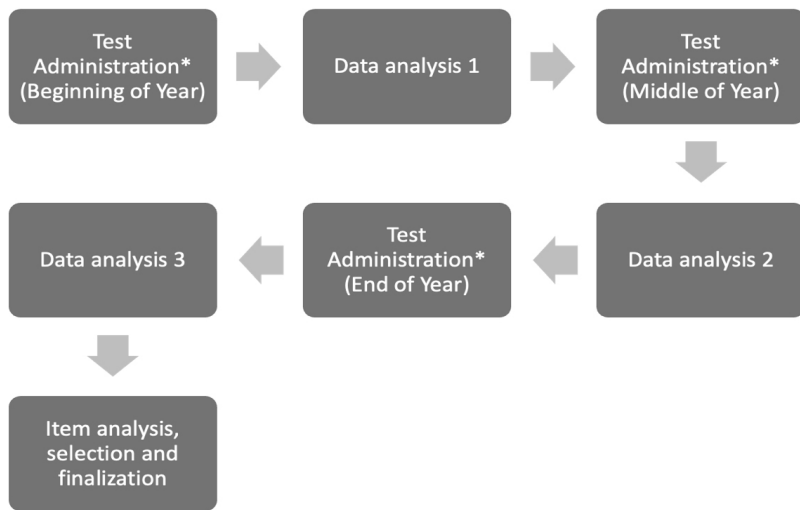 Test
Administration*
(Beginning of Year)
Data analysis 1
Test
Administration*
(Middle of Year)
Data analysis 2
Test
Administration*
(End of Year)
Data analysis 3
Item analysis,
selection and
finalization